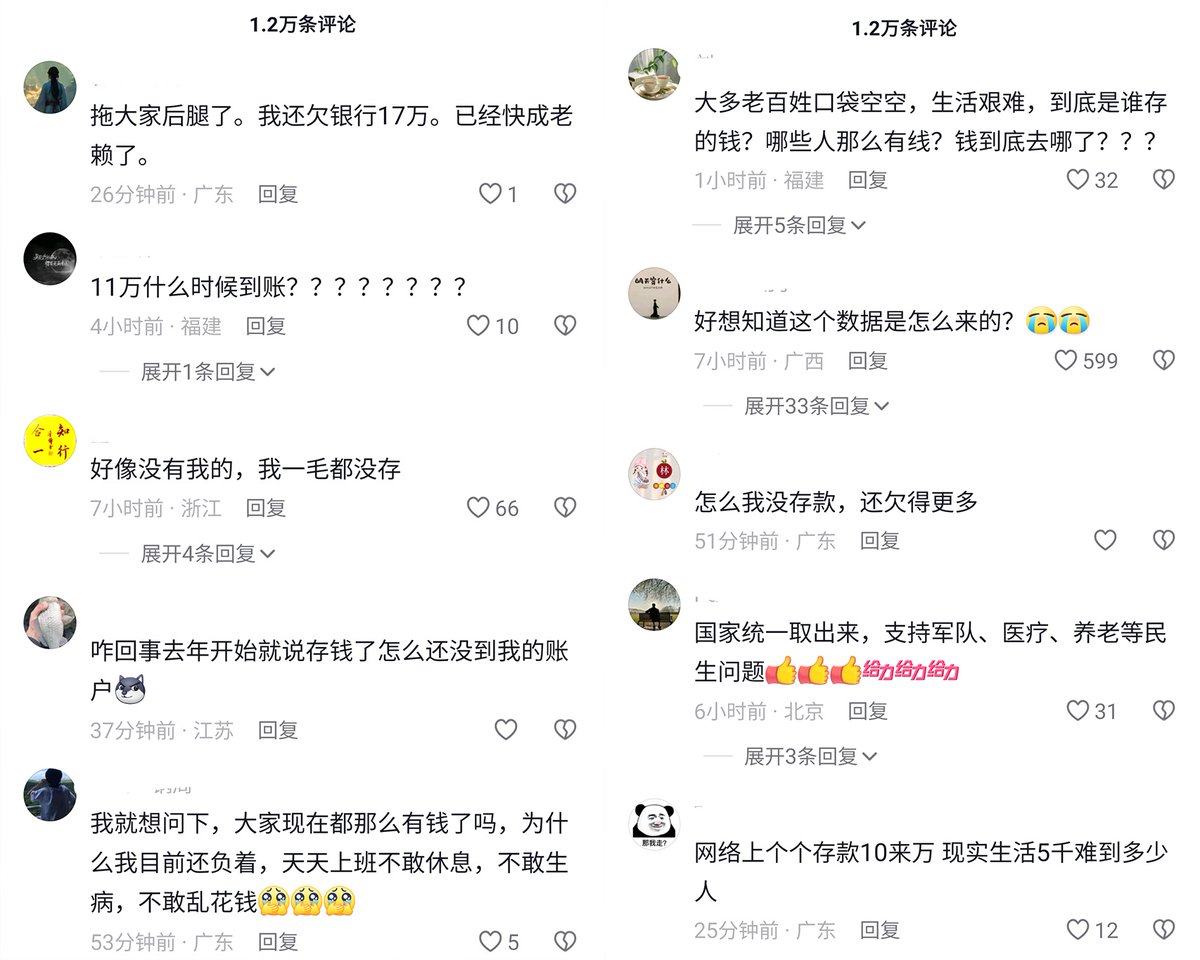 1.2万条评论
拖大家后腿了。我还欠银行17万。已经快成老
赖了。
26分钟前 · 广东 回复 1
11万什么时候到账？？？？？？？？
4小时前 · 福建 回复 10
展开1条回复
合 知
一 行
好像没有我的，我一毛都没存
7小时前 · 浙江 回复 66
展开4条回复
咋回事去年开始就说存钱了怎么还没到我的账
户
37分钟前 · 江苏 回复
我就想问下，大家现在都那么有钱了吗，为什
么我目前还负着，天天上班不敢休息，不敢生
病，不敢乱花钱
53分钟前 · 广东 回复 5
1.2万条评论
大多老百姓口袋空空，生活艰难，到底是谁存
的钱？哪些人那么有线？钱到底去哪了？？？
1小时前 · 福建 回复 32
展开5条回复
好想知道这个数据是怎么来的？
7小时前 · 广西 回复 599
展开33条回复
林
怎么我没存款，还欠得更多
51分钟前 · 广东 回复
国家统一取出来，支持军队、医疗、养老等民
生问题给力给力给力
6小时前 · 北京 回复 31
展开3条回复
那我走？
网络上个个存款10来万 现实生活5千难到多少
人
25分钟前 · 广东 回复 12